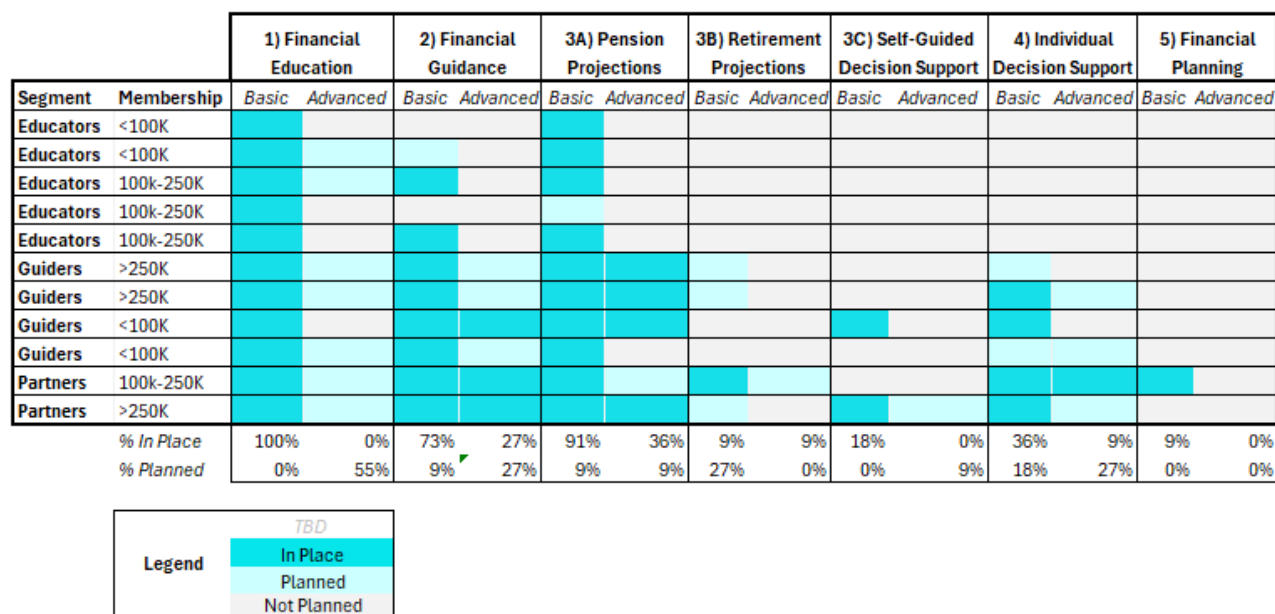 1) Financial Education 2) Financial Guidance 3A) Pension Projections 3B) Retirement Projections 3C) Self-Guided Decision Support 4) Individual Decision Support 5) Financial Planning
Segment Membership Basic Advanced Basic Advanced Basic Advanced Basic Advanced Basic Advanced Basic Advanced Basic Advanced
Educators <100K
Educators <100K
Educators 100k-250K
Educators 100k-250K
Educators 100k-250K
Guiders >250K
Guiders >250K
Guiders <100K
Guiders <100K
Partners 100k-250K
Partners >250K
% In Place 100% 0% 73% 27% 91% 36% 9% 9% 18% 0% 36% 9% 9% 0%
% Planned 0% 55% 9% 27% 9% 9% 27% 0% 0% 9% 18% 27% 0% 0%
Legend
TBD
In Place
Planned
Not Planned